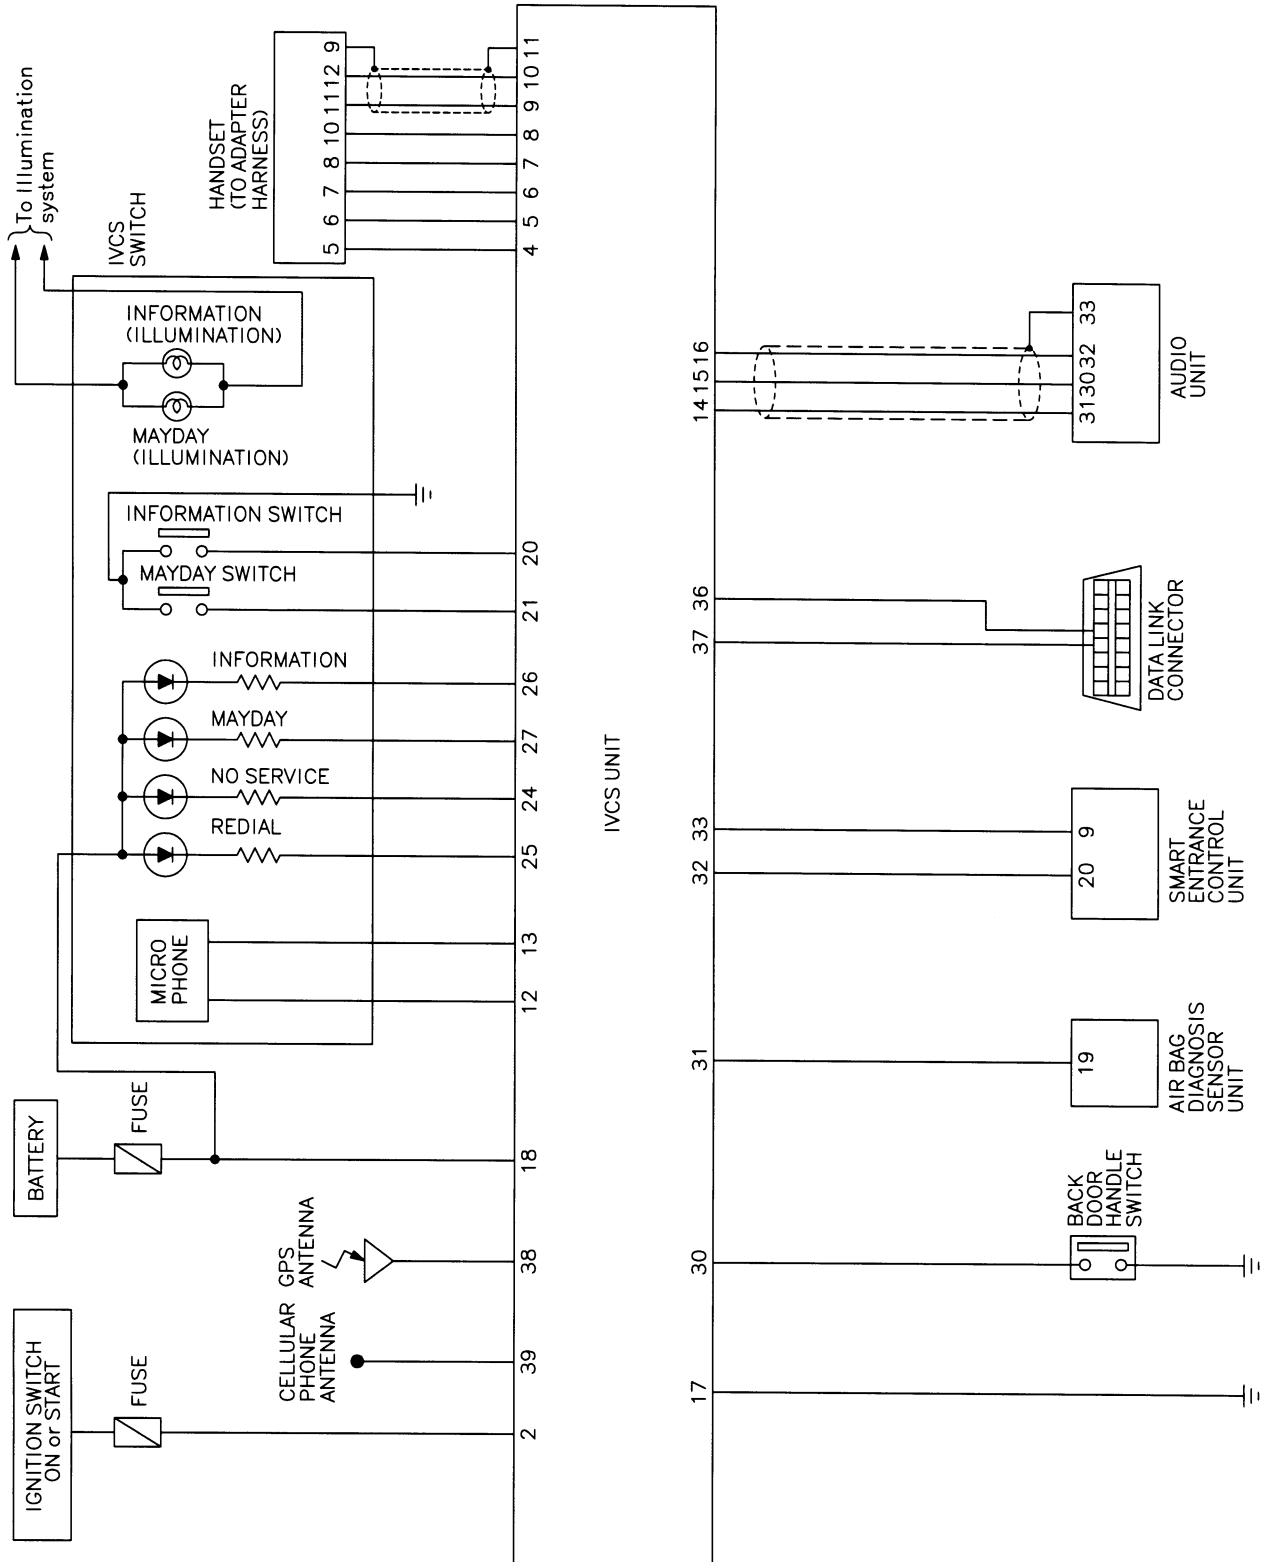 IGNITION SWITCH
ON or START
FUSE
2
CELLULAR
PHONE
ANTENNA
39
GPS
ANTENNA
38
BATTERY
FUSE
18
To Illumination
system
IVCS
SWITCH
MICRO
PHONE
12
13
REDIAL
25
NO SERVICE
24
MAYDAY
27
INFORMATION
26
MAYDAY SWITCH
21
INFORMATION SWITCH
20
MAYDAY
(ILLUMINATION)
INFORMATION
(ILLUMINATION)
HANDSET
(TO ADAPTER
HARNESS)
5 6 7 8 10 11 12 9
4 5 6 7 8 9 10 11
IVCS UNIT
17
30
BACK
DOOR
HANDLE
SWITCH
31
19
AIR BAG
DIAGNOSIS
SENSOR
UNIT
32 33
20 9
SMART
ENTRANCE
CONTROL
UNIT
37 36
DATA LINK
CONNECTOR
14 15 16
31 30 32 33
AUDIO
UNIT